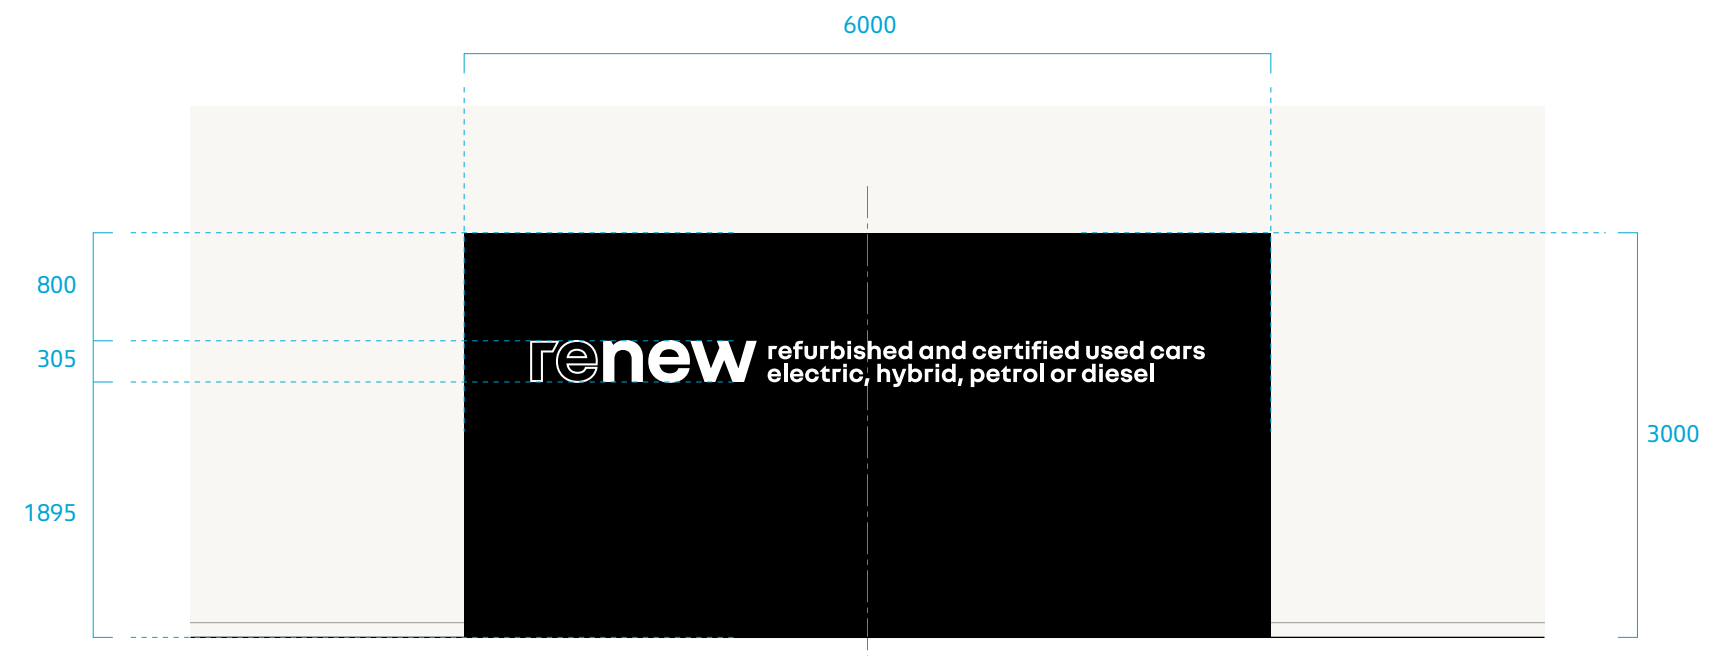 6000
800
305
1895
renew
refurbished and certified used cars
electric, hybrid, petrol or diesel
3000